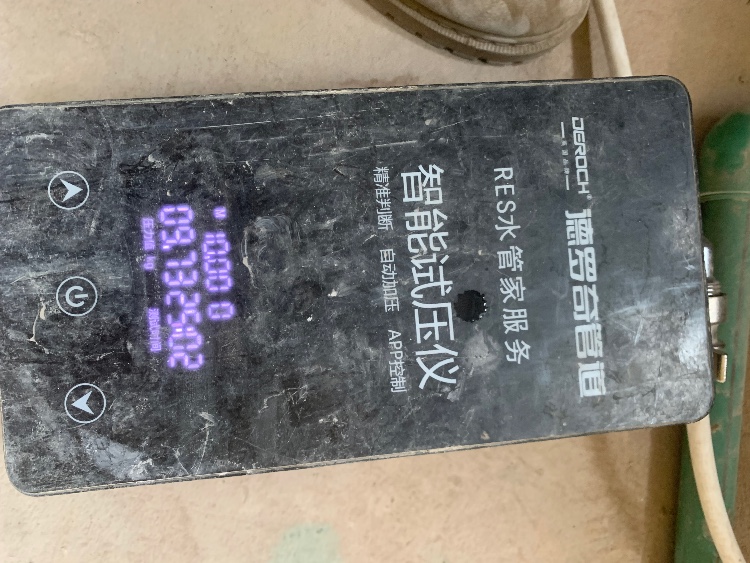 DEROCH®
德罗奇管道
RES水管家服务
智能试压仪
精准判断 自动加压 APP控制
10.00 0
09.73 25:02